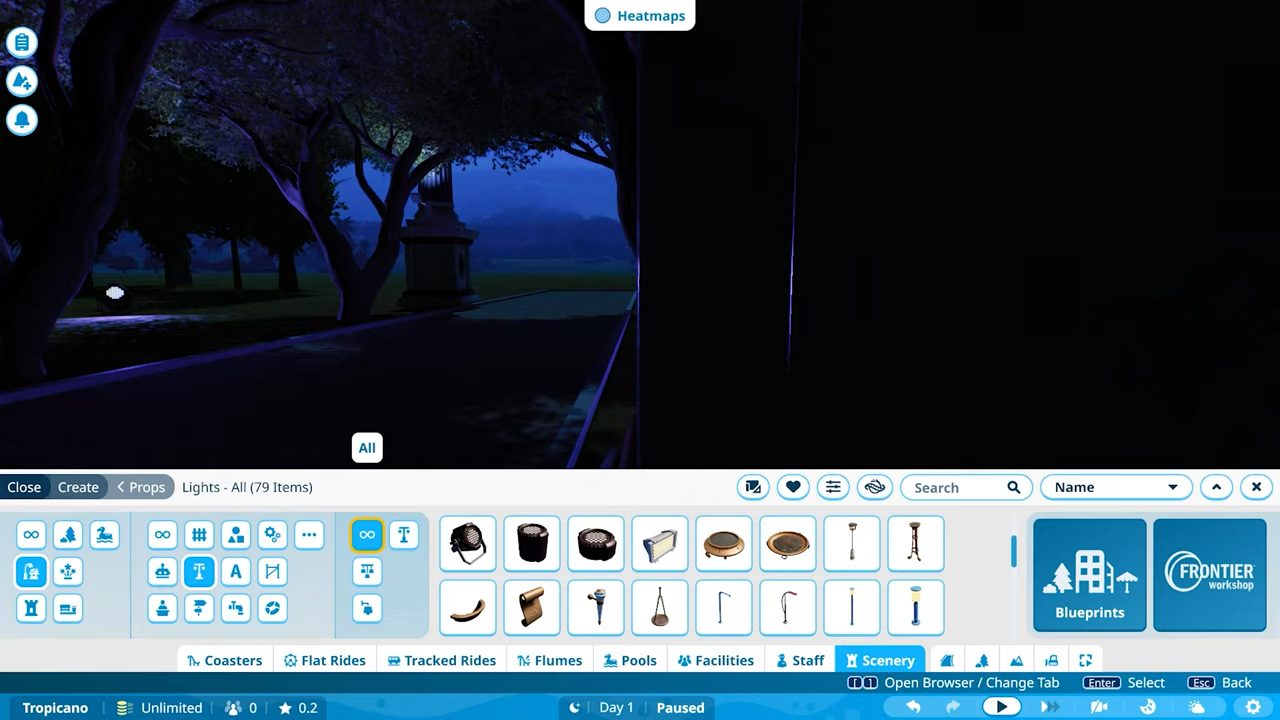 Heatmaps
All
Close
Create
Props
Lights - All (79 Items)
Search
Name
A
Blueprints
FRONTIER
workshop
Coasters
Flat Rides
Tracked Rides
Flumes
Pools
Facilities
Staff
Scenery
[ ] Open Browser / Change Tab
Enter Select
Esc Back
Tropicano
Unlimited
0
0.2
Day 1
Paused